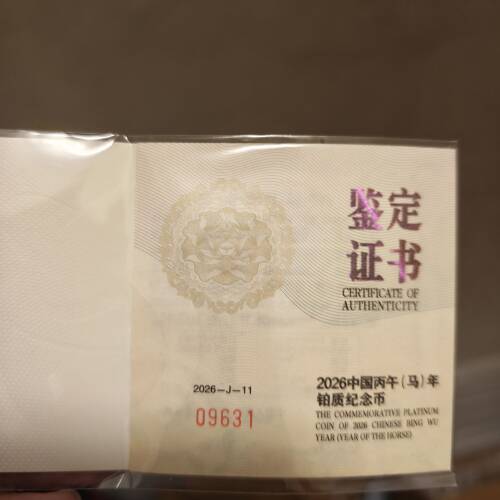 鉴定
证书
CERTIFICATE OF
AUTHENTICITY
2026-J-11
09631
2026中国丙午(马)年
铂质纪念币
THE COMMEMORATIVE PLATINUM
COIN OF 2026 CHINESE BING WU
YEAR (YEAR OF THE HORSE)